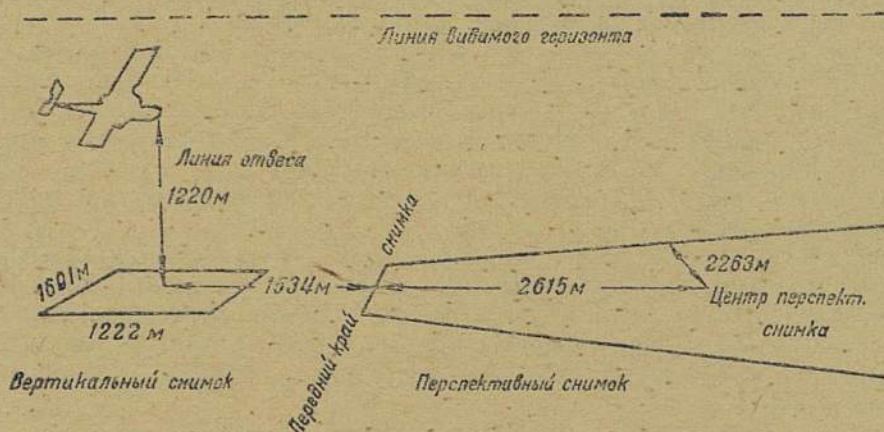 Линия видимого горизонта
Линия отвеса
1220м
снимка
1691м
1534м
2615м
2263м
Центр перспект.
снимка
1222 м
Передний край
Вертикальный снимок
Перспективный снимок